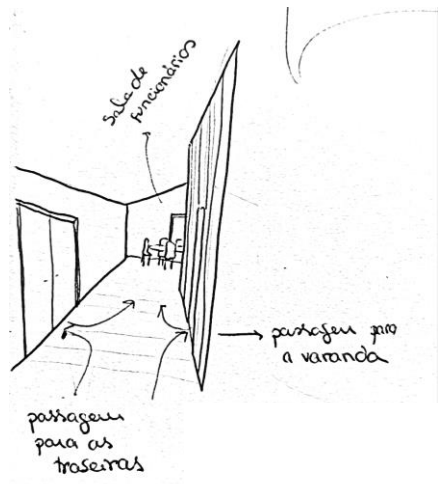 Sala de
funcionários
passagem para
a varanda
passagem
para as
traseiras